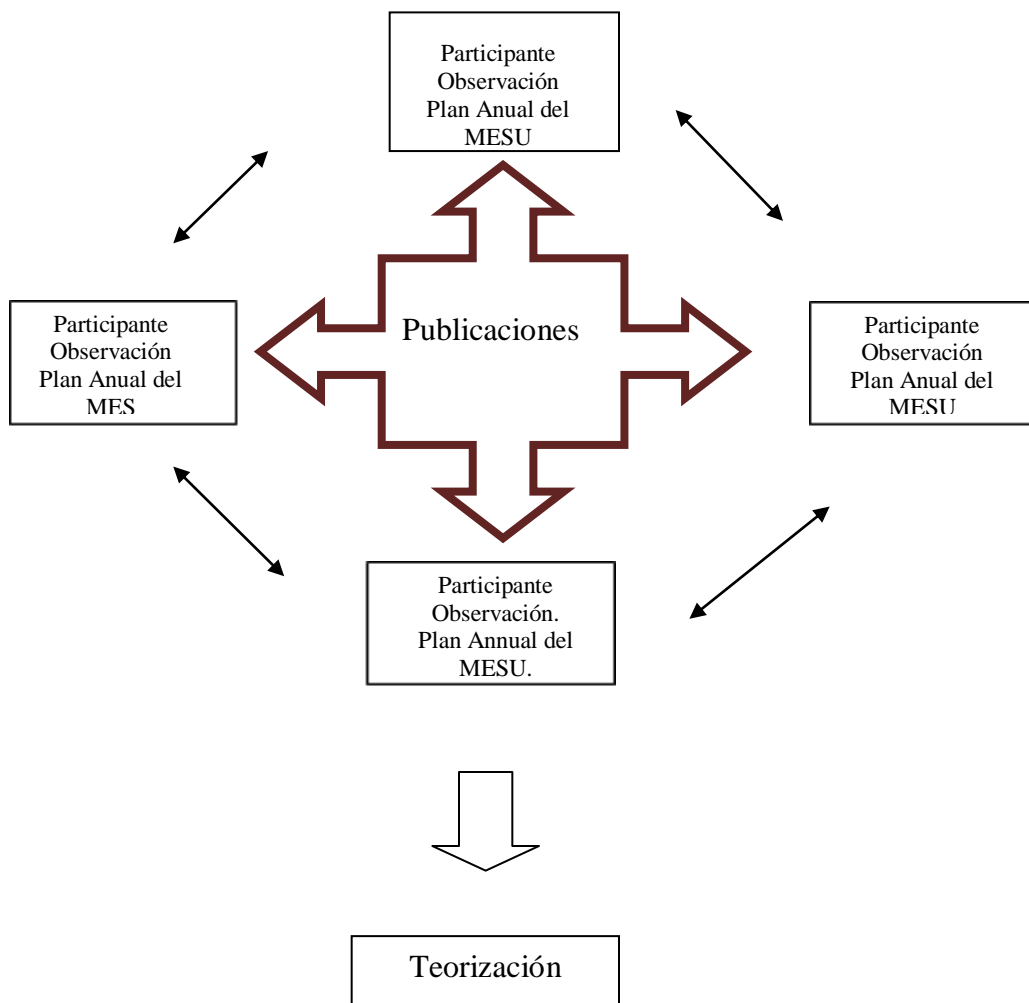 Participante
Observación
Plan Anual del
MESU
Participante
Observación
Plan Anual del
MES
Publicaciones
Participante
Observación
Plan Anual del
MESU
Participante
Observación.
Plan Annual del
MESU.
Teorización